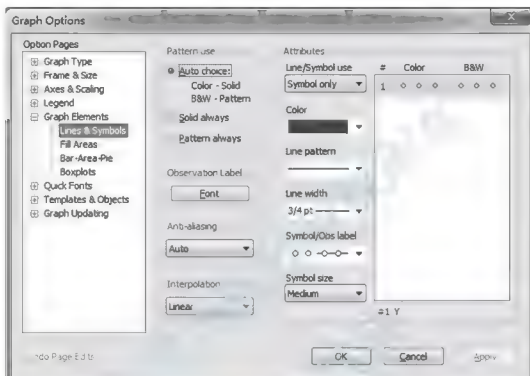 Graph Options
Option Pages
Graph Type
Frame & Size
Axes & Scaling
Legend
Graph Elements
Lines & Symbols
Fill Areas
Bar-Area-Pie
Boxplots
Quick Fonts
Templates & Objects
Graph Updating
Undo Page Edits
Pattern use
Auto choice:
Color - Solid
B&W - Pattern
Solid always
Pattern always
Observation Label
Font
Anti-aliasing
Auto
Interpolation
Linear
Attributes
Line/Symbol use
Symbol only
Color
Line pattern
Line width
3/4 pt
Symbol/Obs label
Symbol size
Medium
# Color B&W
1
#1 Y
OK Cancel Apply